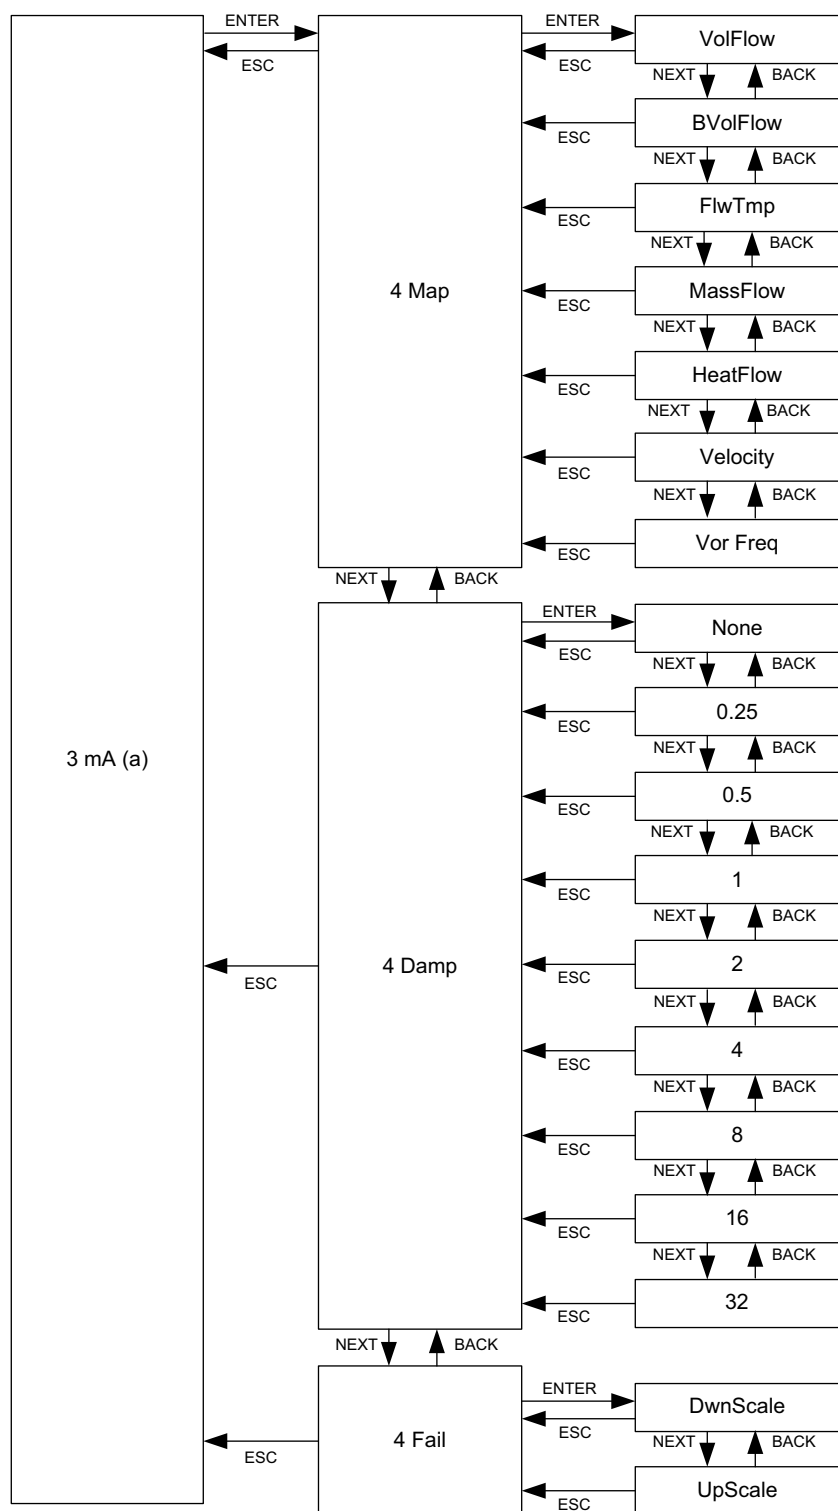 ENTER
ESC
ENTER
ESC
VolFlow
NEXT BACK
BVolFlow
ESC
NEXT BACK
FlwTmp
ESC
NEXT BACK
4 Map
MassFlow
ESC
NEXT BACK
HeatFlow
ESC
NEXT BACK
Velocity
ESC
NEXT BACK
Vor Freq
ESC
NEXT BACK
ENTER
ESC
None
NEXT BACK
0.25
ESC
NEXT BACK
3 mA (a)
0.5
ESC
NEXT BACK
1
ESC
NEXT BACK
4 Damp
2
ESC
ESC
NEXT BACK
4
ESC
NEXT BACK
8
ESC
NEXT BACK
16
ESC
NEXT BACK
32
ESC
NEXT BACK
ENTER
DwnScale
ESC
4 Fail
ESC
NEXT BACK
UpScale
ESC